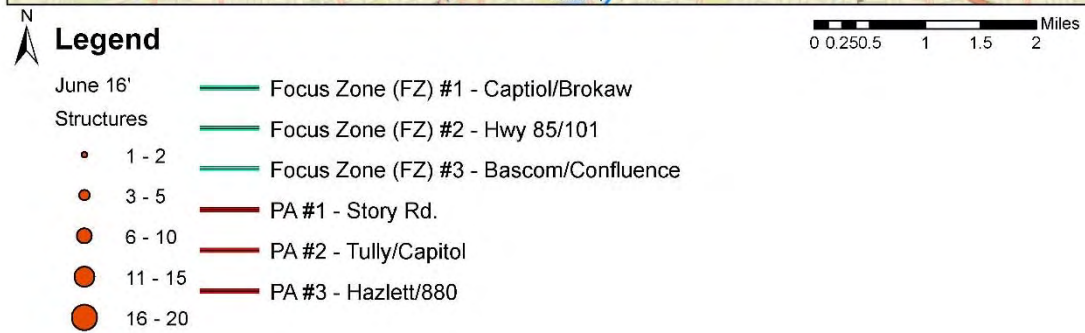 N
Legend
Miles
0 0.25 0.5 1 1.5 2
June 16'
Structures
1 - 2
3 - 5
6 - 10
11 - 15
16 - 20
Focus Zone (FZ) #1 - Captiol/Brokaw
Focus Zone (FZ) #2 - Hwy 85/101
Focus Zone (FZ) #3 - Bascom/Confluence
PA #1 - Story Rd.
PA #2 - Tully/Capitol
PA #3 - Hazlett/880